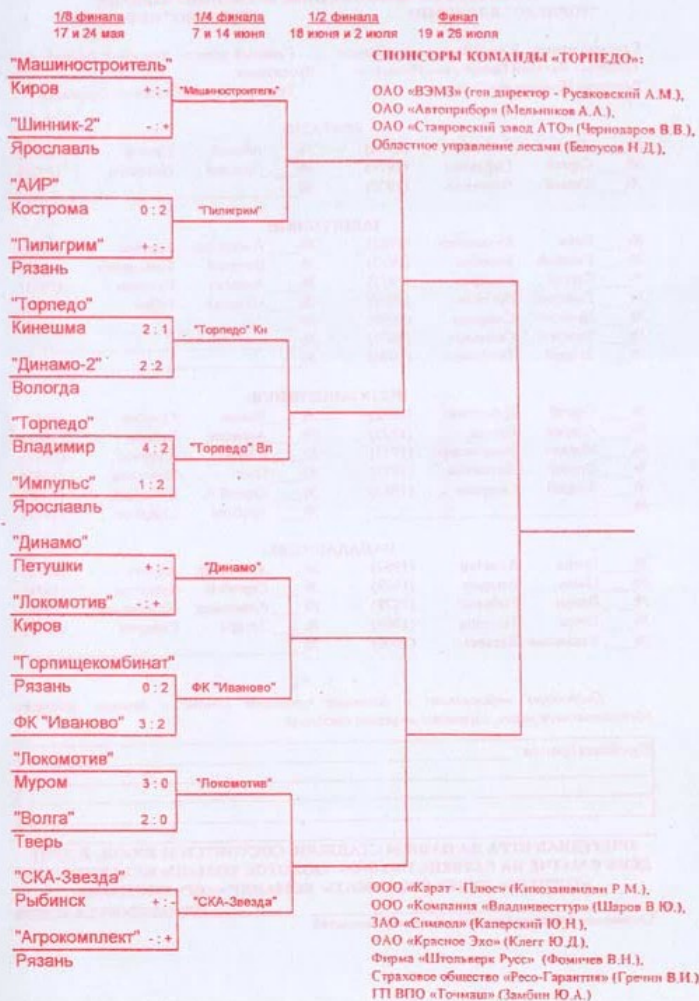 1/8 финала 1/4 финала 1/2 финала Финал
17 и 24 мая 7 и 14 июня 18 июня и 2 июля 19 и 26 июля
СПОНСОРЫ КОМАНДЫ «ТОРПЕДО»:
ОАО «ВЭМЗ» (ген директор - Русаковский А.М.),
ОАО «Автоприбор» (Мельников А.А.),
ОАО «Ставровский завод АТО» (Чернодаров В.В.),
Областное управление лесами (Белоусов Н.Д.),
"Машиностроитель"
Киров + : - "Машиностроитель"
"Шинник-2" - : +
Ярославль
"АИР"
Кострома 0 : 2 "Пилигрим"
"Пилигрим" + : -
Рязань
"Торпедо"
Кинешма 2 : 1 "Торпедо" Кн
"Динамо-2" 2 : 2
Вологда
"Торпедо"
Владимир 4 : 2 "Торпедо" Вл
"Импульс" 1 : 2
Ярославль
"Динамо"
Петушки + : - "Динамо"
"Локомотив" - : +
Киров
"Горпищекомбинат"
Рязань 0 : 2 ФК "Иваново"
ФК "Иваново" 3 : 2
"Локомотив"
Муром 3 : 0 "Локомотив"
"Волга" 2 : 0
Тверь
"СКА-Звезда"
Рыбинск + : - "СКА-Звезда"
"Агрокомплект" - : +
Рязань
ООО «Карат - Плюс» (Кикозашвили Р.М.),
ООО «Компания «Владинвесттур» (Шаров В.Ю.),
ЗАО «Символ» (Каперский Ю.Н.),
ОАО «Красное Эхо» (Клегг Ю.Д.),
Фирма «Штольверк Русс» (Фомичев В.Н.),
Страховое общество «Ресо-Гарантия» (Гречин В.И.)
ГП ВПО «Точмаш» (Замбин Ю.А.)